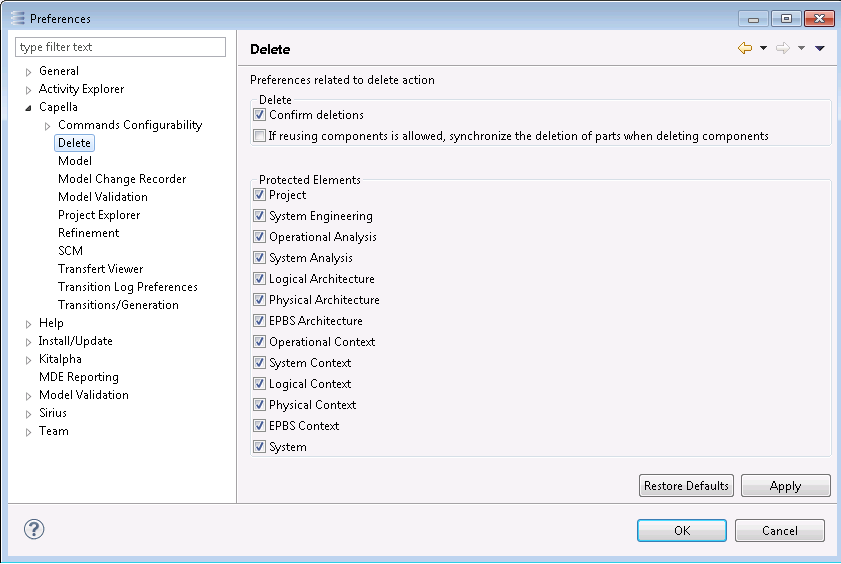 Preferences
type filter text
General
Activity Explorer
Capella
Commands Configurability
Delete
Model
Model Change Recorder
Model Validation
Project Explorer
Refinement
SCM
Transfert Viewer
Transition Log Preferences
Transitions/Generation
Help
Install/Update
Kitalpha
MDE Reporting
Model Validation
Sirius
Team
Delete
Preferences related to delete action
Delete
Confirm deletions
If reusing components is allowed, synchronize the deletion of parts when deleting components
Protected Elements
Project
System Engineering
Operational Analysis
System Analysis
Logical Architecture
Physical Architecture
EPBS Architecture
Operational Context
System Context
Logical Context
Physical Context
EPBS Context
System
Restore Defaults Apply
? OK Cancel